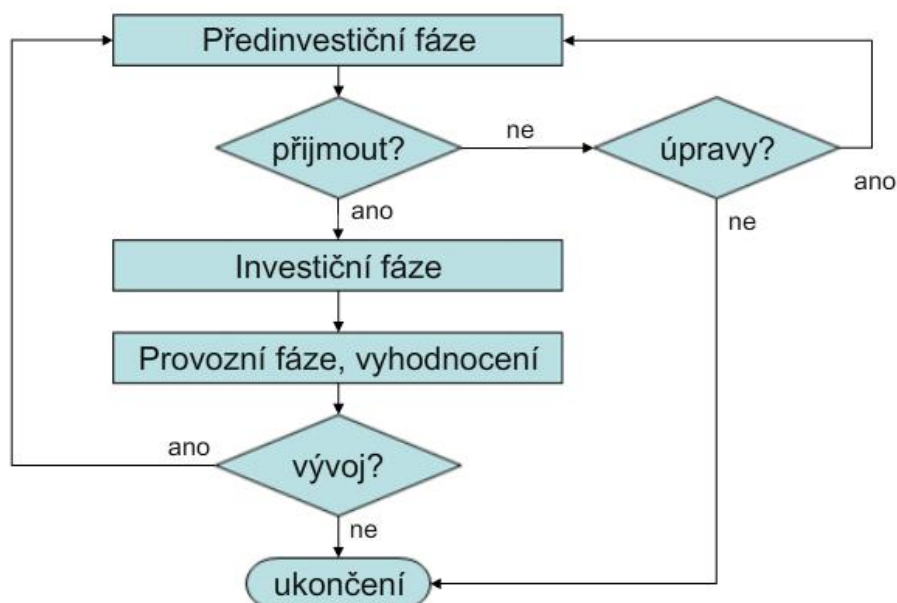 Předinvestiční fáze
přijmout?
ne
úpravy?
ano
ano
ne
Investiční fáze
Provozní fáze, vyhodnocení
ano
vývoj?
ne
ukončení